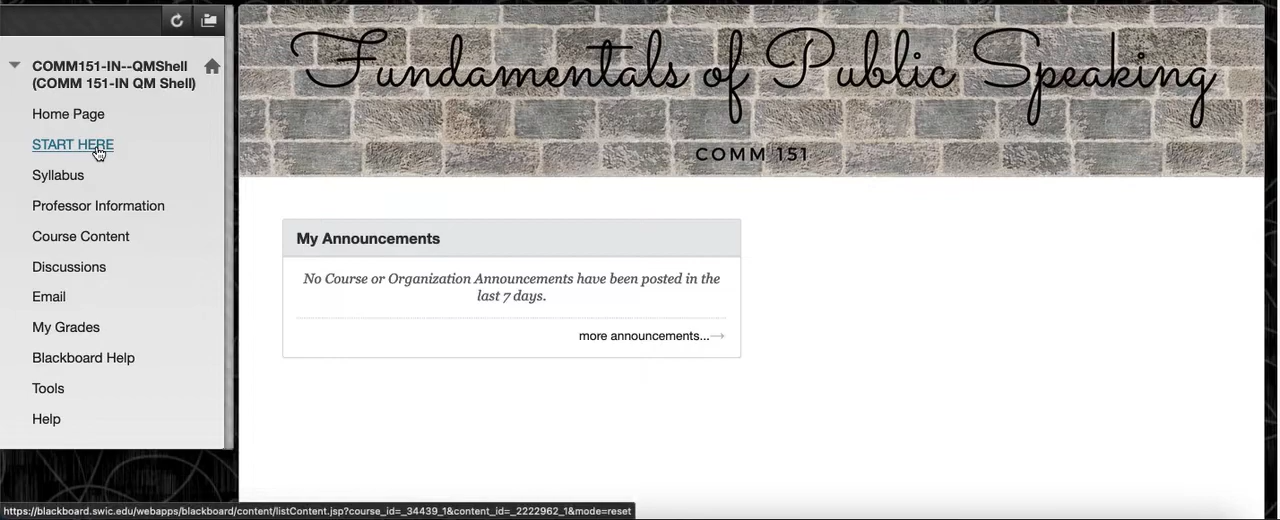 COMM151-IN--QMShell
(COMM 151-IN QM Shell)
Home Page
START HERE
Syllabus
Professor Information
Course Content
Discussions
Email
My Grades
Blackboard Help
Tools
Help
Fundamentals of Public Speaking
COMM 151
My Announcements
No Course or Organization Announcements have been posted in the
last 7 days.
more announcements...→
https://blackboard.swic.edu/webapps/blackboard/content/listContent.jsp?course_id=_34439_1&content_id=_2222962_1&mode=reset